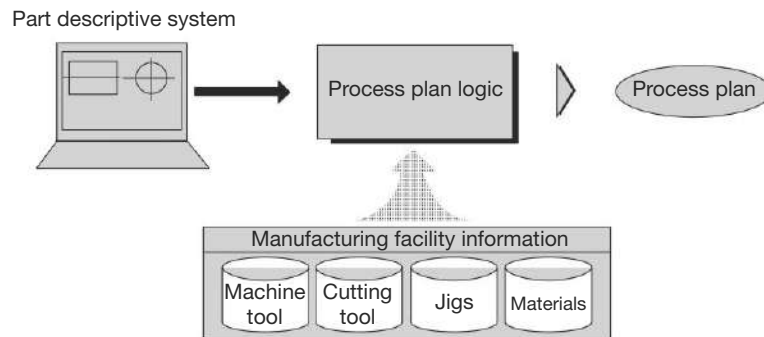 Part descriptive system
Process plan logic
Process plan
Manufacturing facility information
Machine
tool
Cutting
tool
Jigs
Materials